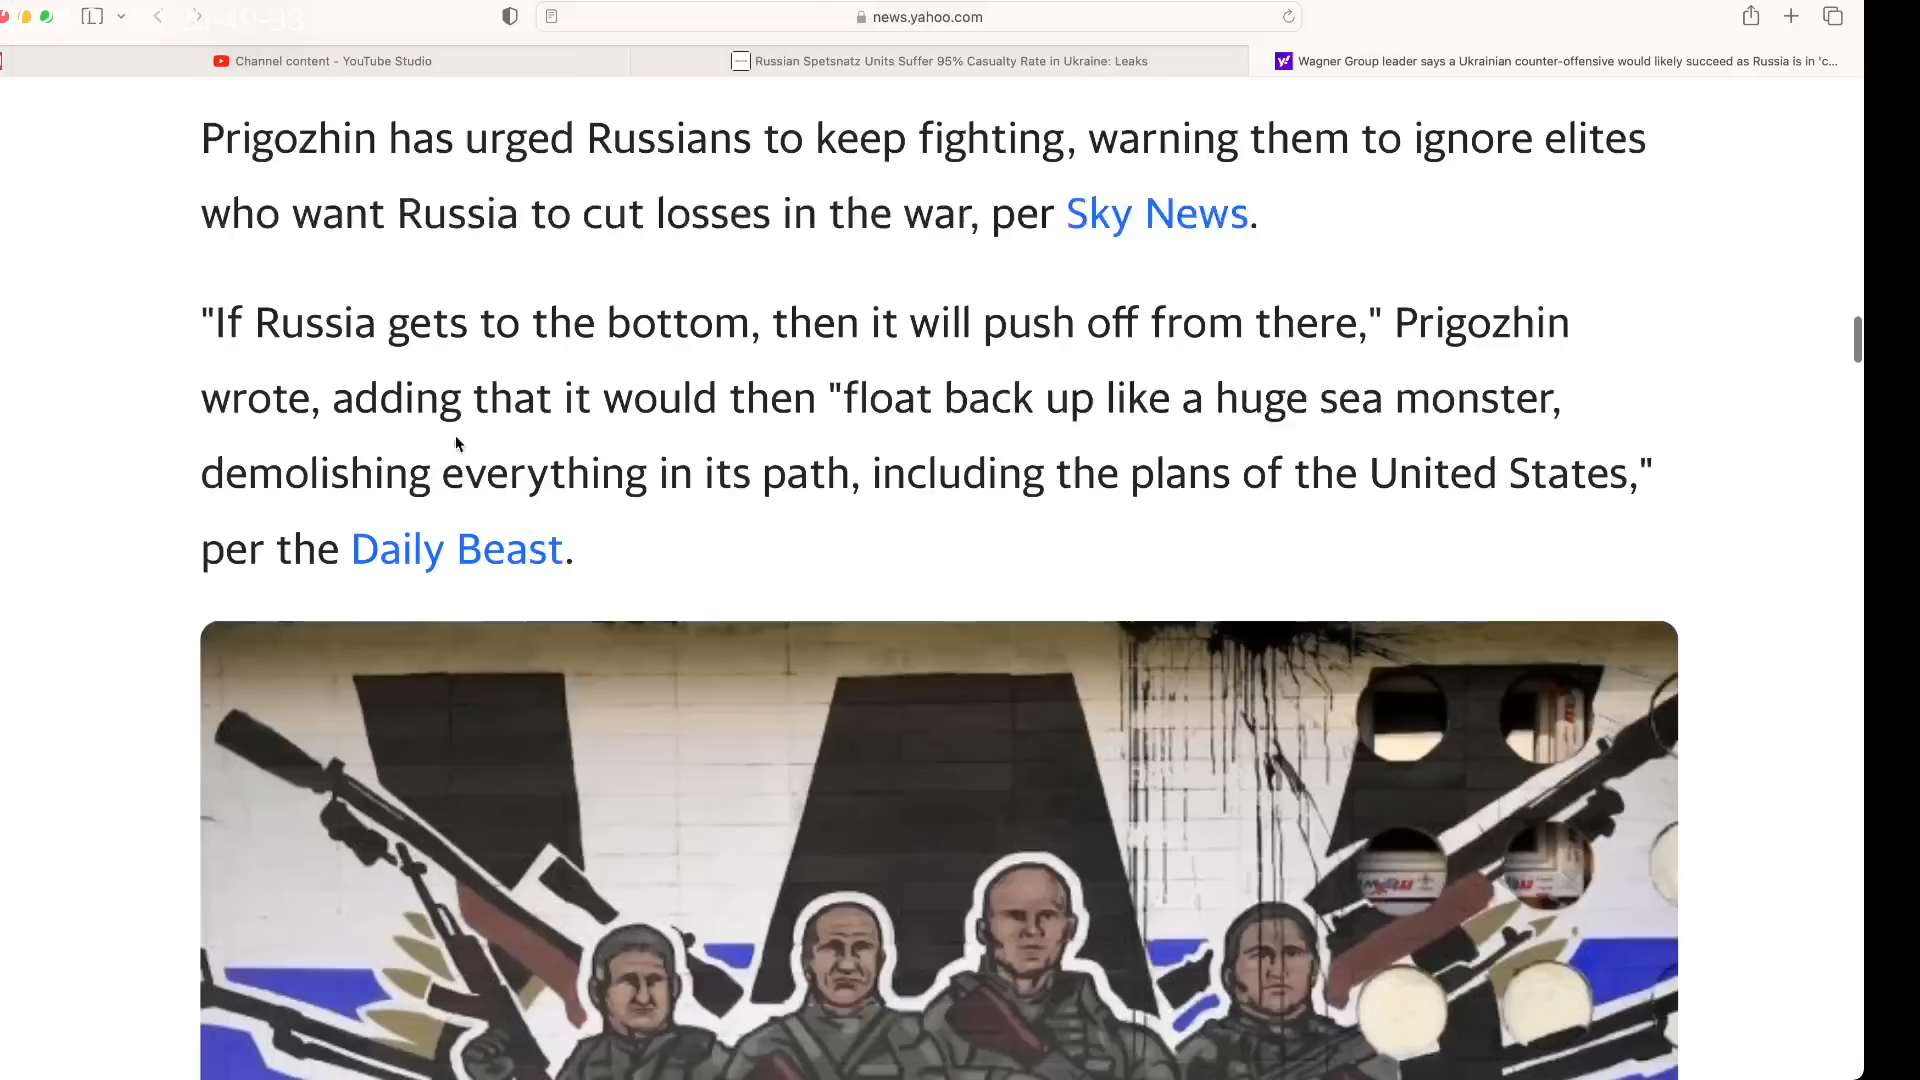 news.yahoo.com
Channel content - YouTube Studio
Russian Spetsnatz Units Suffer 95% Casualty Rate in Ukraine: Leaks
Wagner Group leader says a Ukrainian counter-offensive would likely succeed as Russia is in 'c...
Prigozhin has urged Russians to keep fighting, warning them to ignore elites
who want Russia to cut losses in the war, per Sky News.
"If Russia gets to the bottom, then it will push off from there," Prigozhin
wrote, adding that it would then "float back up like a huge sea monster,
demolishing everything in its path, including the plans of the United States,"
per the Daily Beast.